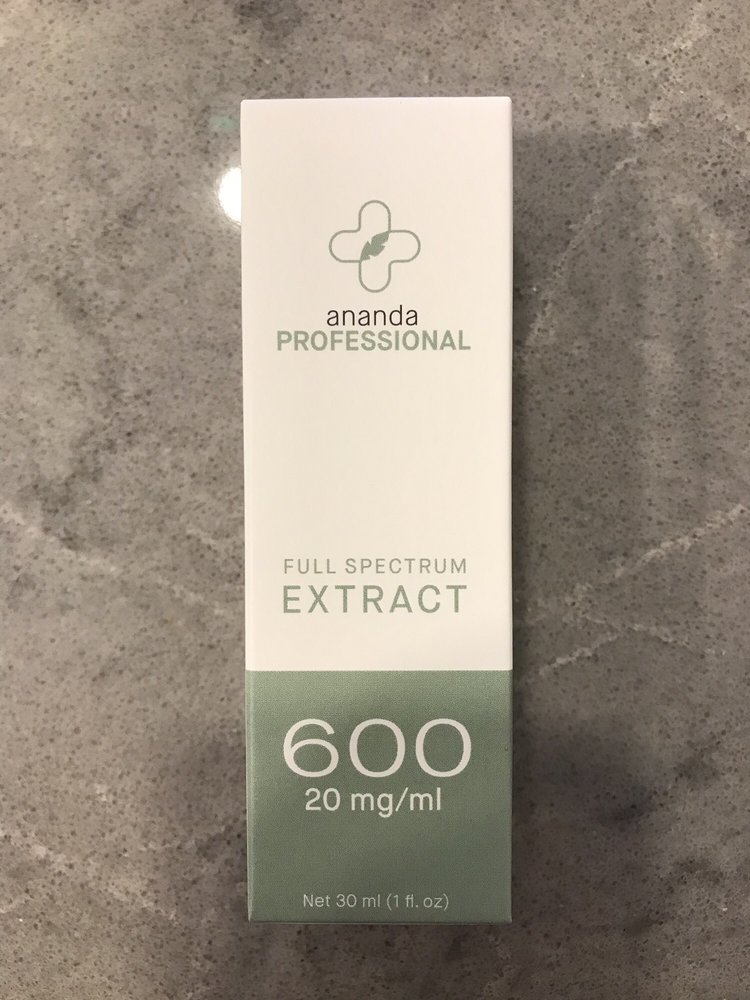 ananda
PROFESSIONAL
FULL SPECTRUM
EXTRACT
600
20 mg/ml
Net 30 ml (1 fl. oz)